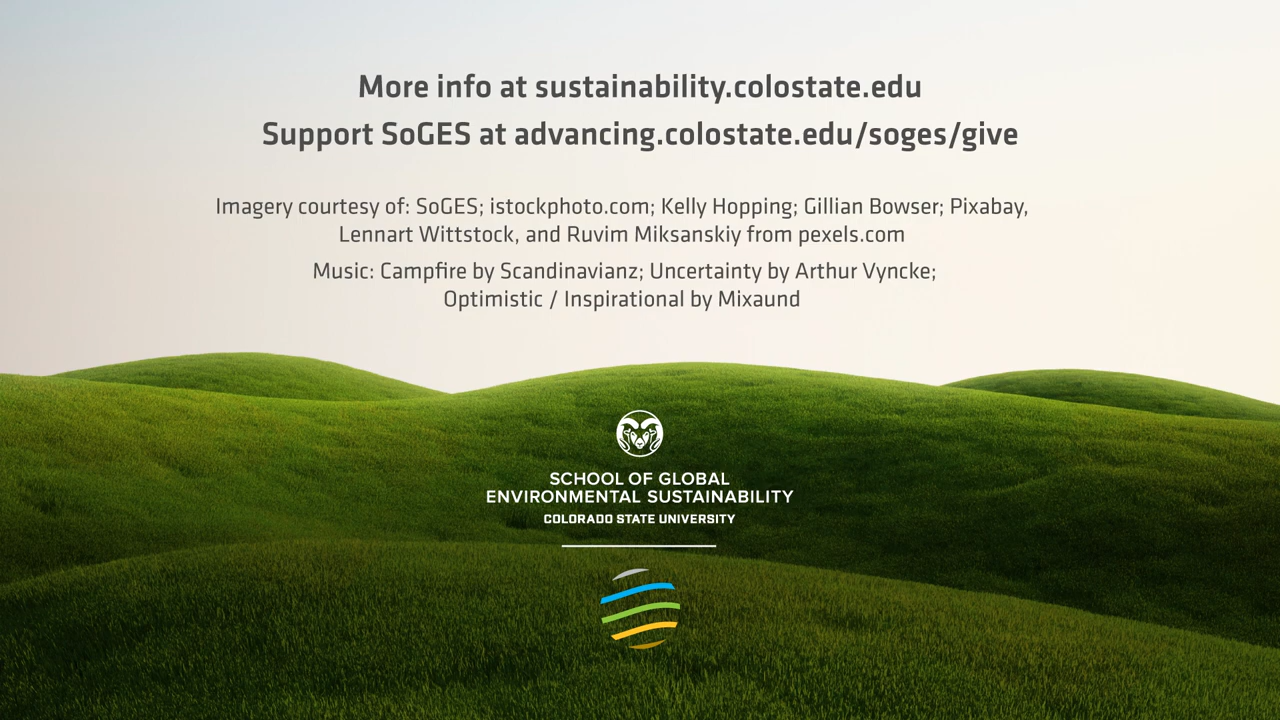 More info at sustainability.colostate.edu
Support SoGES at advancing.colostate.edu/soges/give
Imagery courtesy of: SoGES; istockphoto.com; Kelly Hopping; Gillian Bowser; Pixabay,
Lennart Wittstock, and Ruvim Miksanskiy from pexels.com
Music: Campfire by Scandinavianz; Uncertainty by Arthur Vyncke;
Optimistic / Inspirational by Mixaund
SCHOOL OF GLOBAL
ENVIRONMENTAL SUSTAINABILITY
COLORADO STATE UNIVERSITY